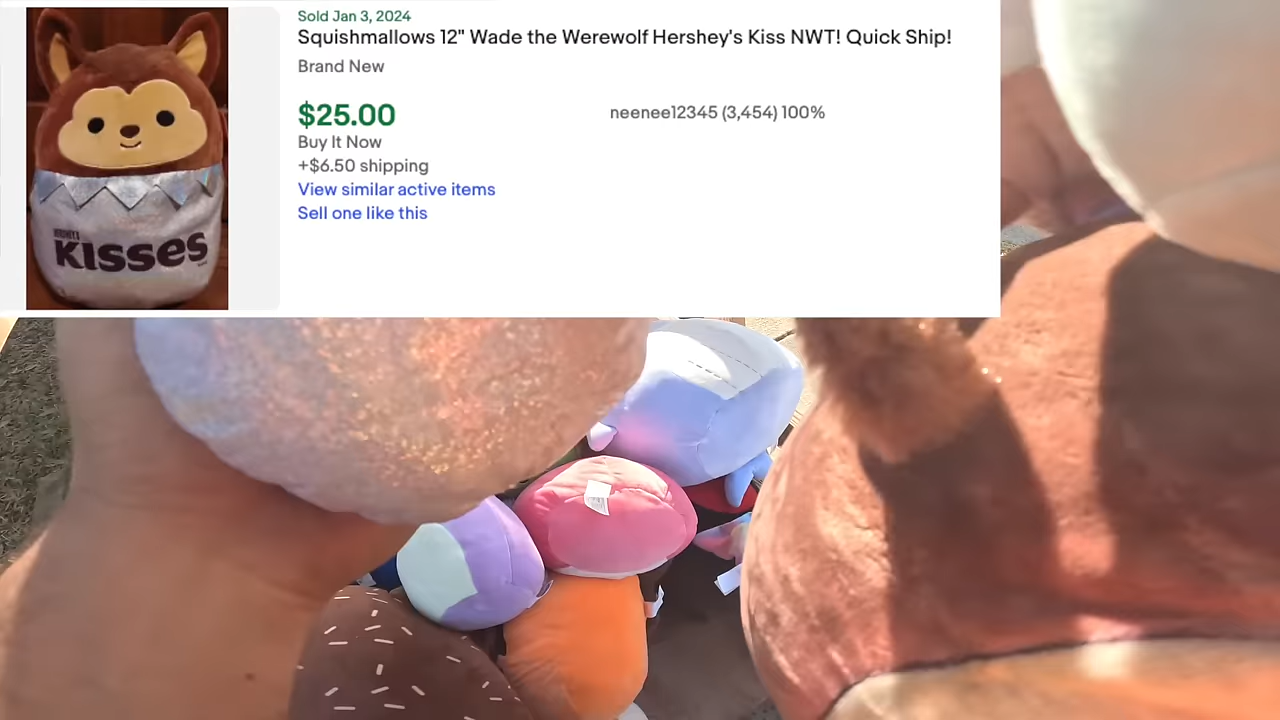 Sold Jan 3, 2024
Squishmallows 12" Wade the Werewolf Hershey's Kiss NWT! Quick Ship!
Brand New
$25.00
Buy It Now
+$6.50 shipping
View similar active items
Sell one like this
neenee12345 (3,454) 100%
HERSHEY'S
KISSES